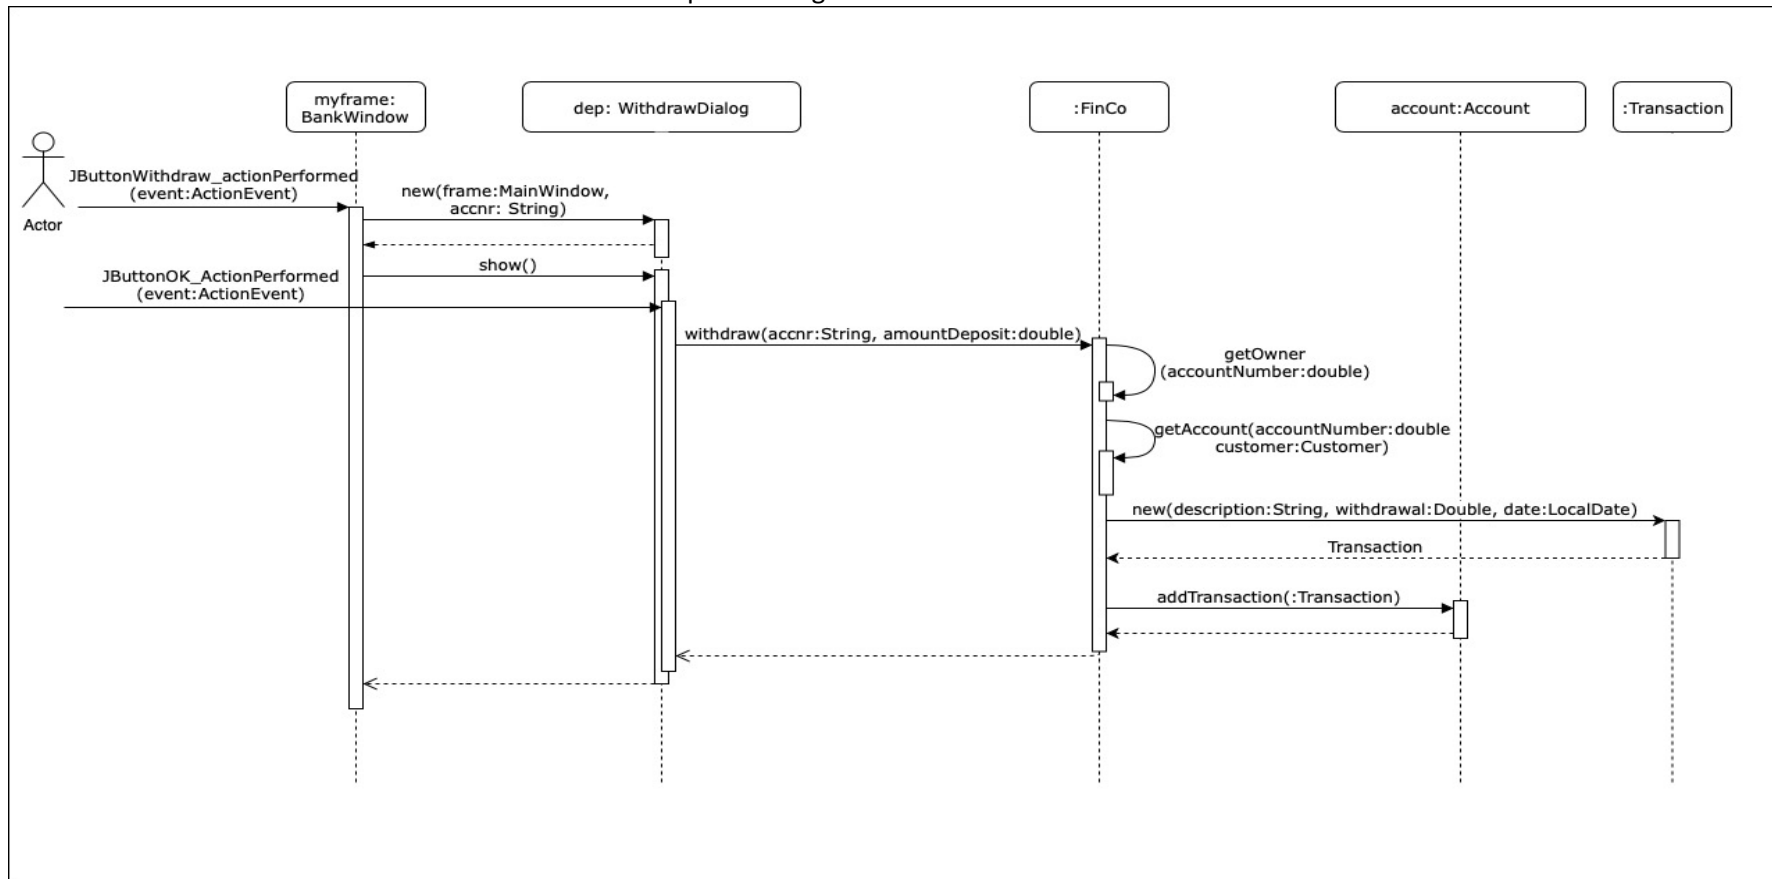 myframe:
BankWindow
dep: WithdrawDialog
:FinCo
account:Account
:Transaction
Actor
JButtonWithdraw_actionPerformed
(event:ActionEvent)
new(frame:MainWindow,
accnr: String)
show()
JButtonOK_ActionPerformed
(event:ActionEvent)
withdraw(accnr:String, amountDeposit:double)
getOwner
(accountNumber:double)
getAccount(accountNumber:double
customer:Customer)
new(description:String, withdrawal:Double, date:LocalDate)
Transaction
addTransaction(:Transaction)